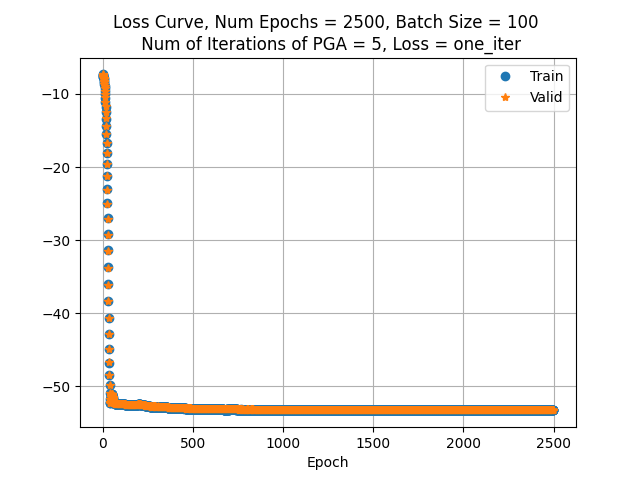 Loss Curve, Num Epochs = 2500, Batch Size = 100
Num of Iterations of PGA = 5, Loss = one_iter
Train
Valid
−10
−20
−30
−40
−50
0 500 1000 1500 2000 2500
Epoch